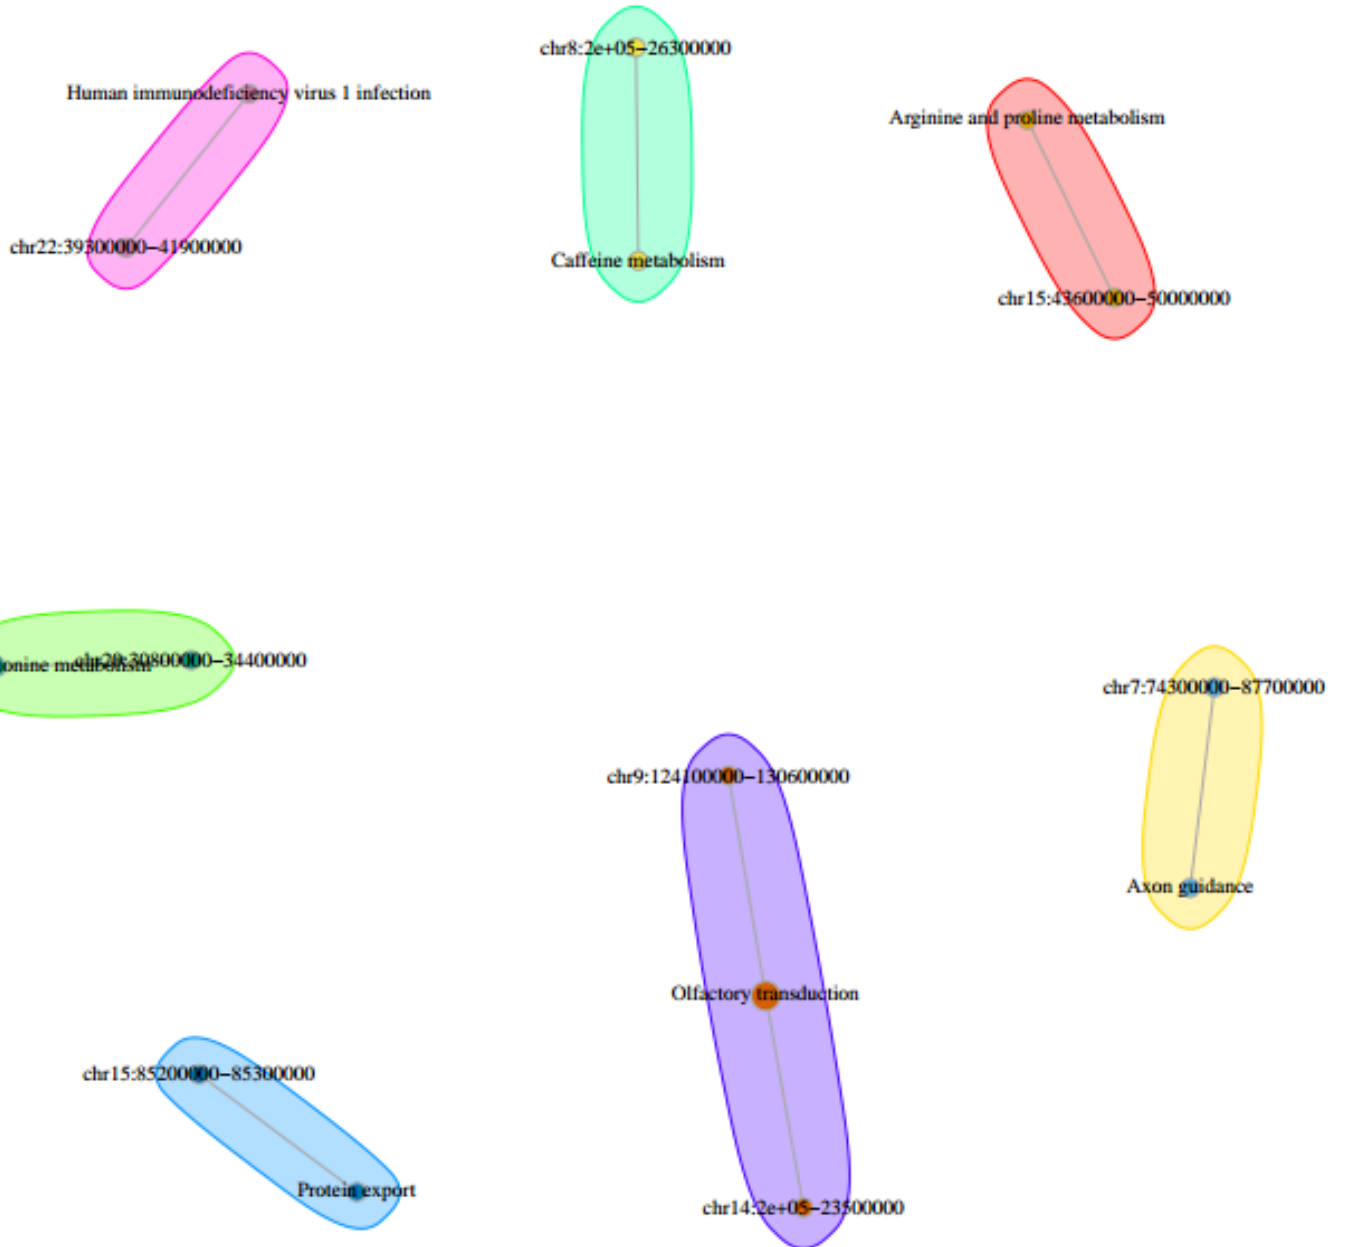 chr8:2e+05−26300000
Human immunodeficiency virus 1 infection
Arginine and proline metabolism
chr22:39300000−41900000
Caffeine metabolism
chr15:43600000−50000000
onine metabolism
chr20:30800000−34400000
chr7:74300000−87700000
chr9:124100000−130600000
Axon guidance
Olfactory transduction
chr15:85200000−85300000
Protein export
chr14:2e+05−23500000